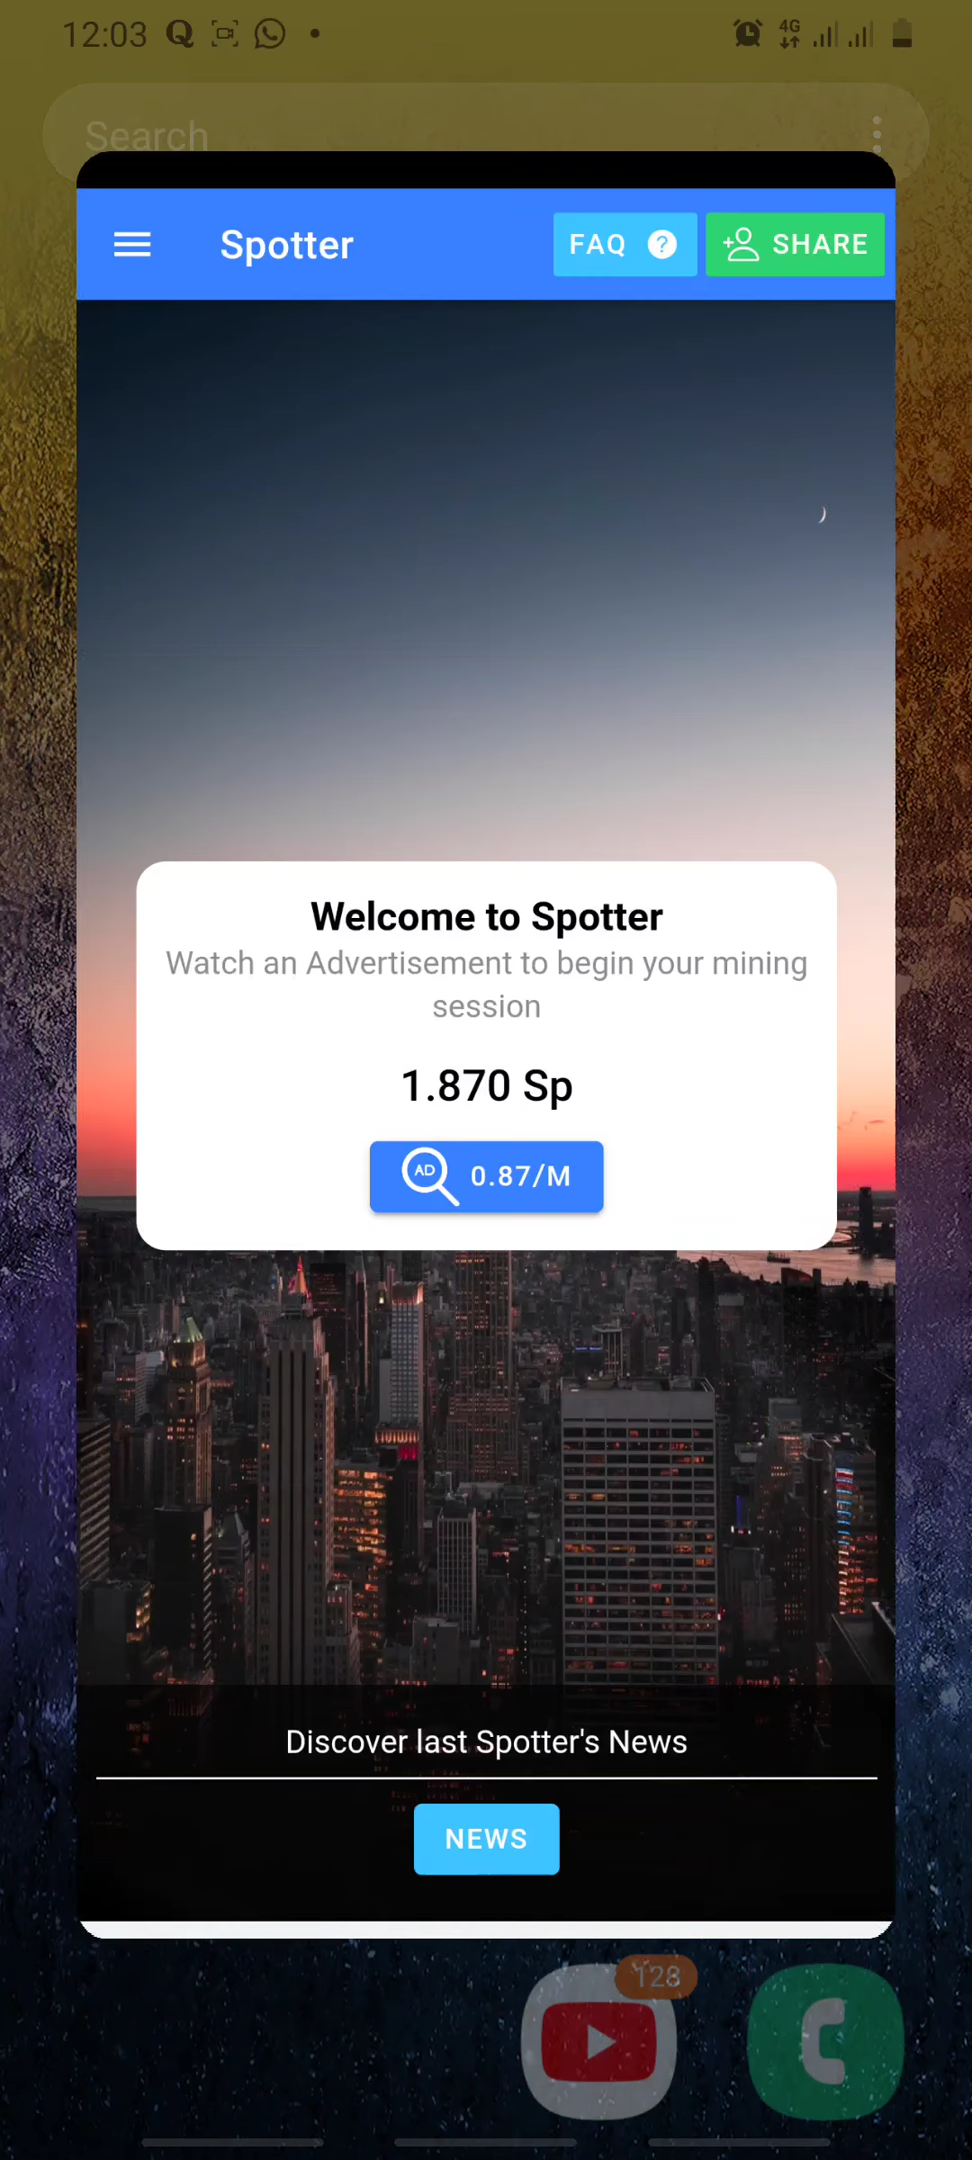 12:03
4G
Search
Spotter
FAQ ?
SHARE
Welcome to Spotter
Watch an Advertisement to begin your mining
session
1.870 Sp
AD 0.87/M
Discover last Spotter's News
NEWS
128